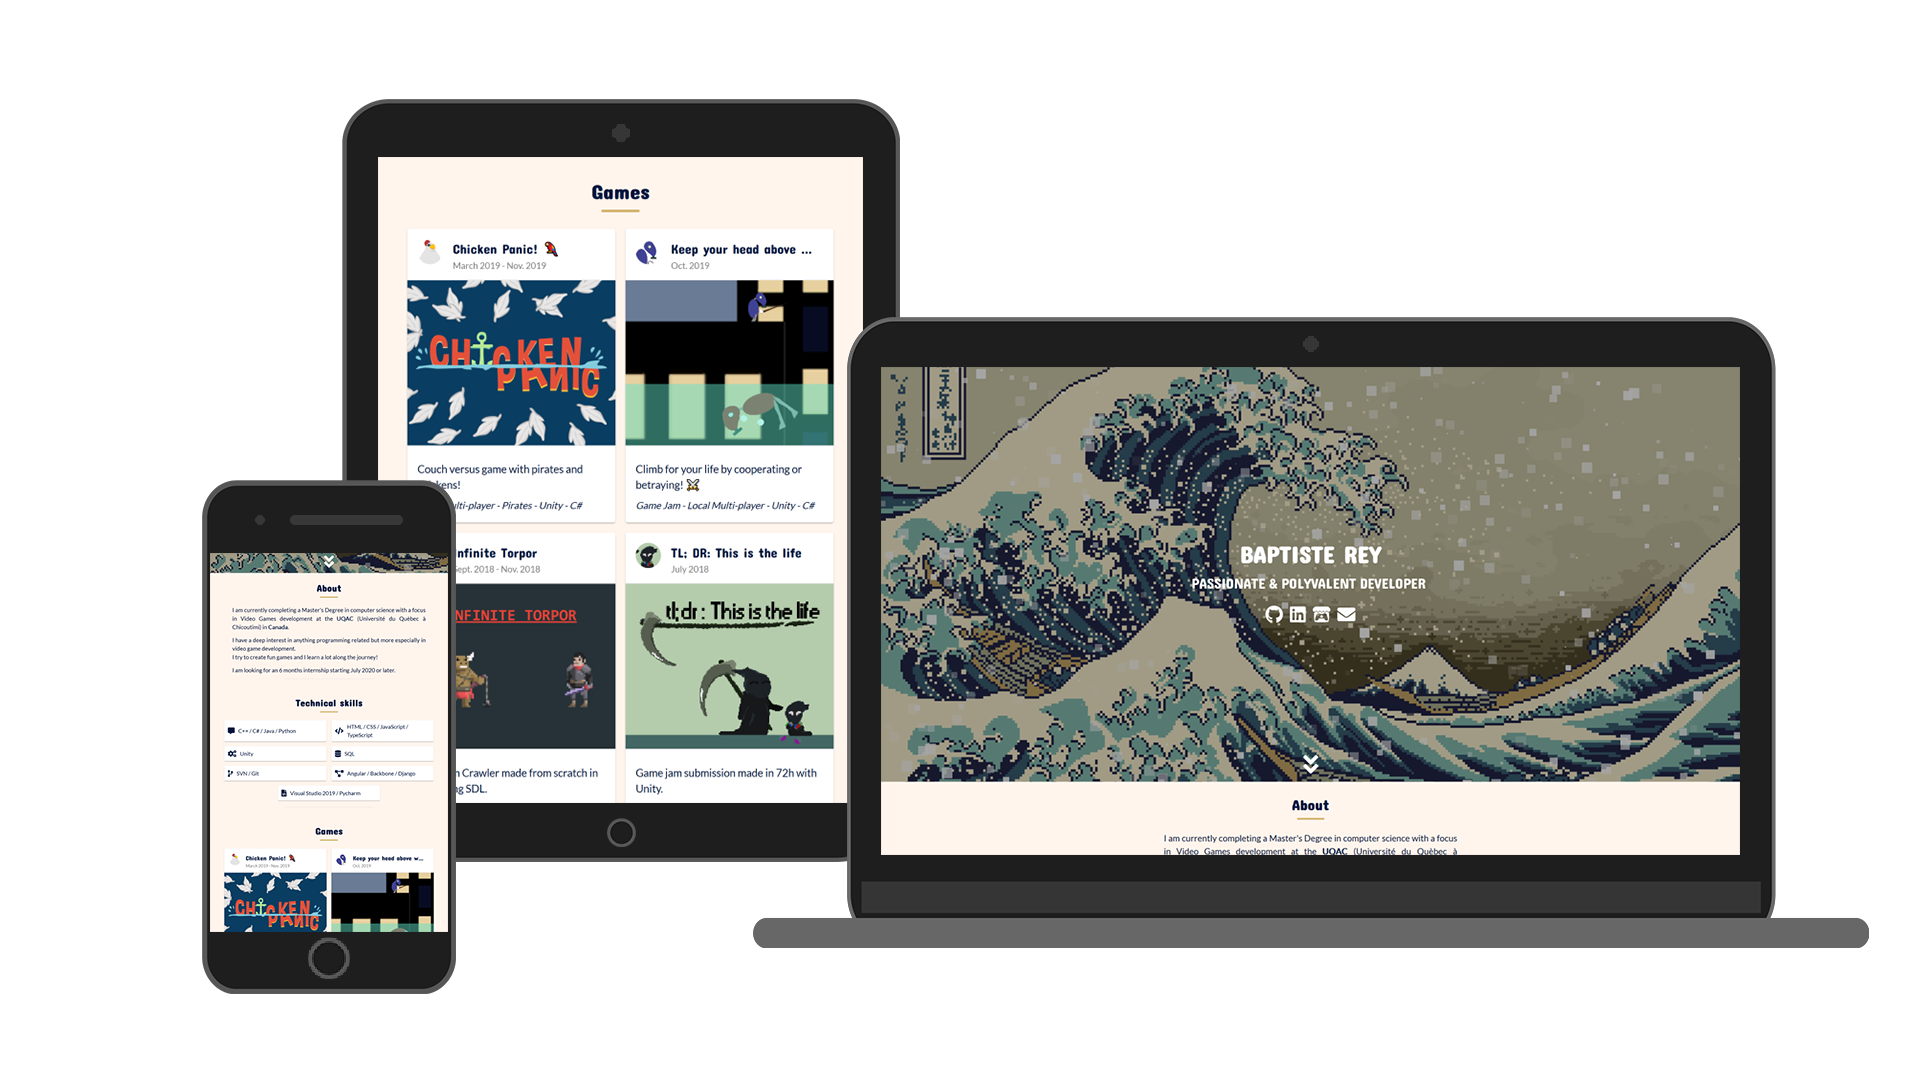 Games
Chicken Panic!
March 2019 - Nov. 2019
CHICKEN
PANIC
Couch versus game with pirates and
kens!
lti-player - Pirates - Unity - C#
Keep your head above ...
Oct. 2019
Climb for your life by cooperating or
betraying!
Game Jam - Local Multi-player - Unity - C#
Infinite Torpor
ept. 2018 - Nov. 2018
NFINITE TORPOR
n Crawler made from scratch in
g SDL.
TL; DR: This is the life
July 2018
tl;dr : This is the life
Game jam submission made in 72h with
Unity.
About
I am currently completing a Master's Degree in computer science with a focus
in Video Games development at the UQAC (Université du Québec à
Chicoutimi) in Canada.
I have a deep interest in anything programming related but more especially in
video game development.
I try to create fun games and I learn a lot along the journey!
I am looking for an 6 months internship starting July 2020 or later.
Technical skills
C++ / C# / Java / Python
HTML / CSS / JavaScript /
TypeScript
Unity
SQL
SVN / Git
Angular / Backbone / Django
Visual Studio 2019 / Pycharm
Games
Chicken Panic!
March 2019 - Nov. 2019
Keep your head above w...
Oct. 2019
CHICKEN
PANIC
BAPTISTE REY
PASSIONATE & POLYVALENT DEVELOPER
About
I am currently completing a Master's Degree in computer science with a focus
in Video Games development at the UQAC (Université du Québec à